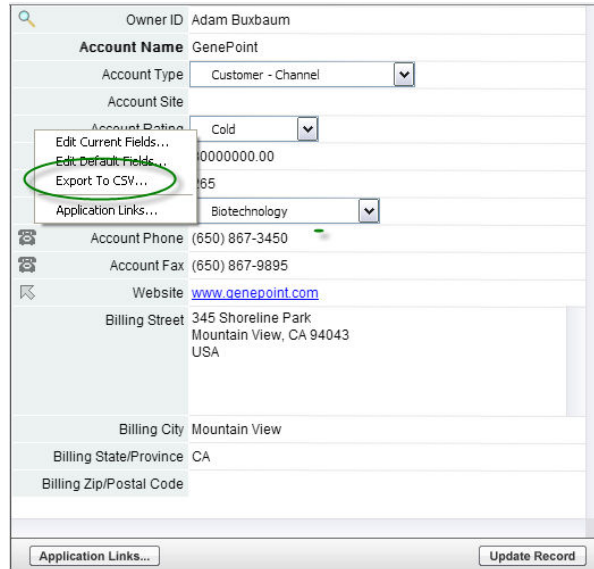 Owner ID Adam Buxbaum
Account Name GenePoint
Account Type Customer - Channel
Account Site
Account Rating Cold
Edit Current Fields...
Edit Default Fields...
0000000.00
Export To CSV...
265
Application Links...
Biotechnology
Account Phone (650) 867-3450
Account Fax (650) 867-9895
Website www.genepoint.com
Billing Street 345 Shoreline Park
Mountain View, CA 94043
USA
Billing City Mountain View
Billing State/Province CA
Billing Zip/Postal Code
Application Links... Update Record